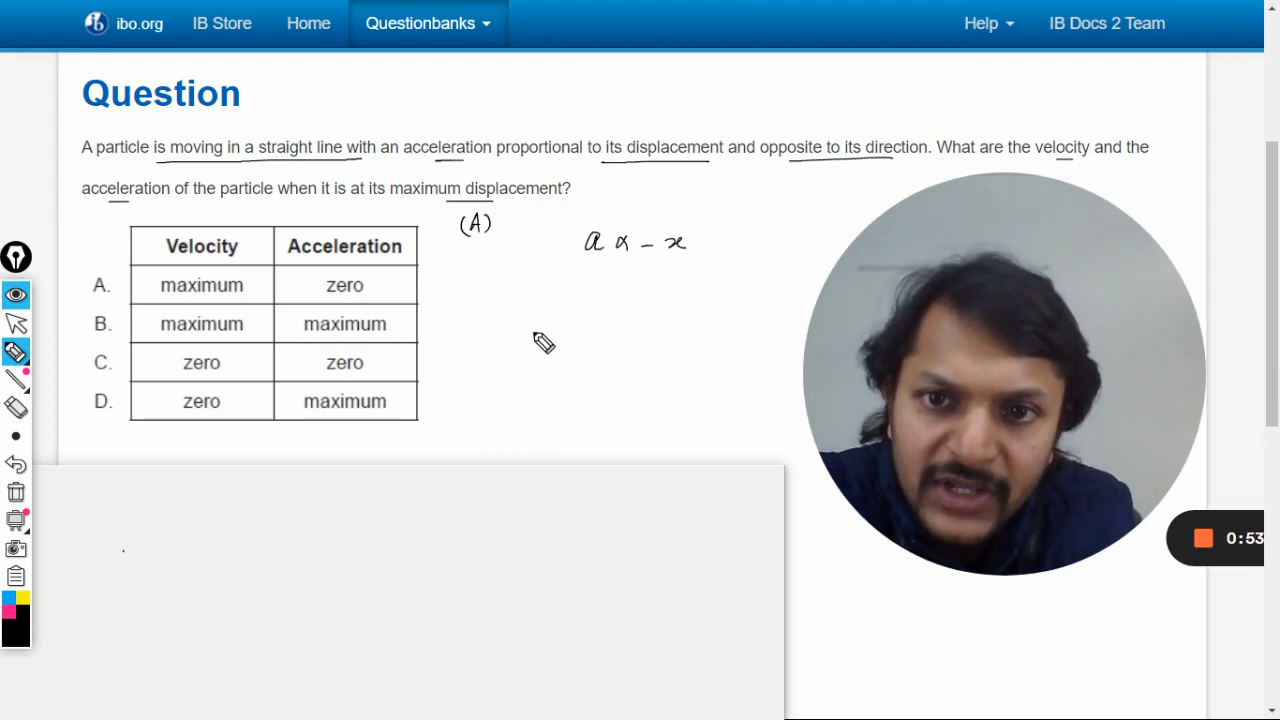 ibo.org IB Store Home Questionbanks Help IB Docs 2 Team
Question
A particle is moving in a straight line with an acceleration proportional to its displacement and opposite to its direction. What are the velocity and the
acceleration of the particle when it is at its maximum displacement?
(A)
a ∝ - x
Velocity Acceleration
A. maximum zero
B. maximum maximum
C. zero zero
D. zero maximum
0:53